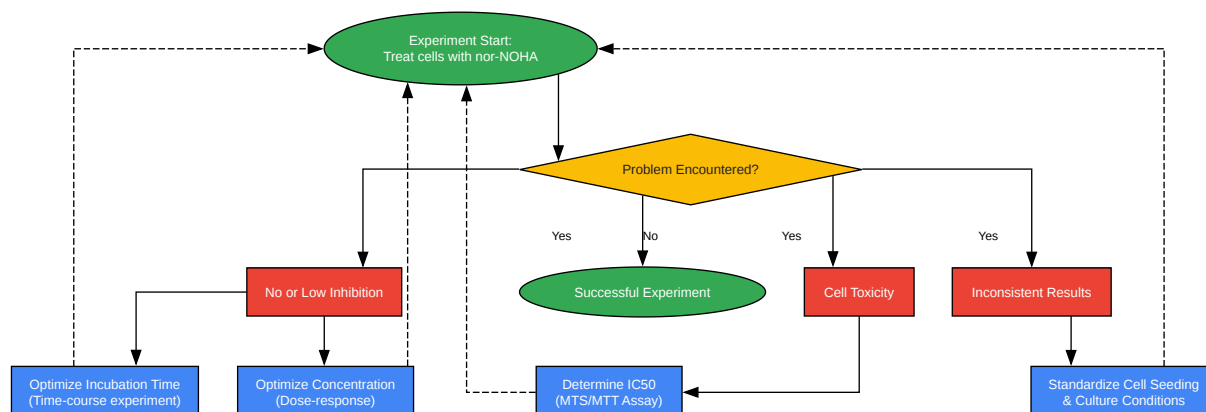 Experiment Start:
Treat cells with nor-NOHA
Problem Encountered?
Yes
No
Yes
Yes
No or Low Inhibition
Successful Experiment
Cell Toxicity
Inconsistent Results
Optimize Incubation Time
(Time-course experiment)
Optimize Concentration
(Dose-response)
Determine IC50
(MTS/MTT Assay)
Standardize Cell Seeding
& Culture Conditions